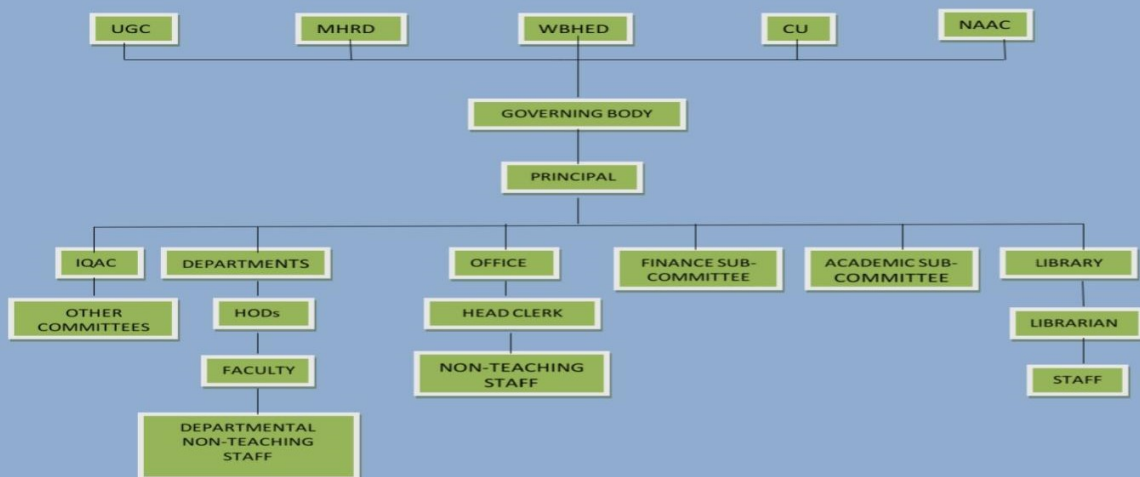 UGC
MHRD
WBHED
CU
NAAC
GOVERNING BODY
PRINCIPAL
IQAC
DEPARTMENTS
OFFICE
FINANCE SUB-
COMMITTEE
ACADEMIC SUB-
COMMITTEE
LIBRARY
OTHER
COMMITTEES
HODs
HEAD CLERK
LIBRARIAN
FACULTY
NON-TEACHING
STAFF
STAFF
DEPARTMENTAL
NON-TEACHING
STAFF